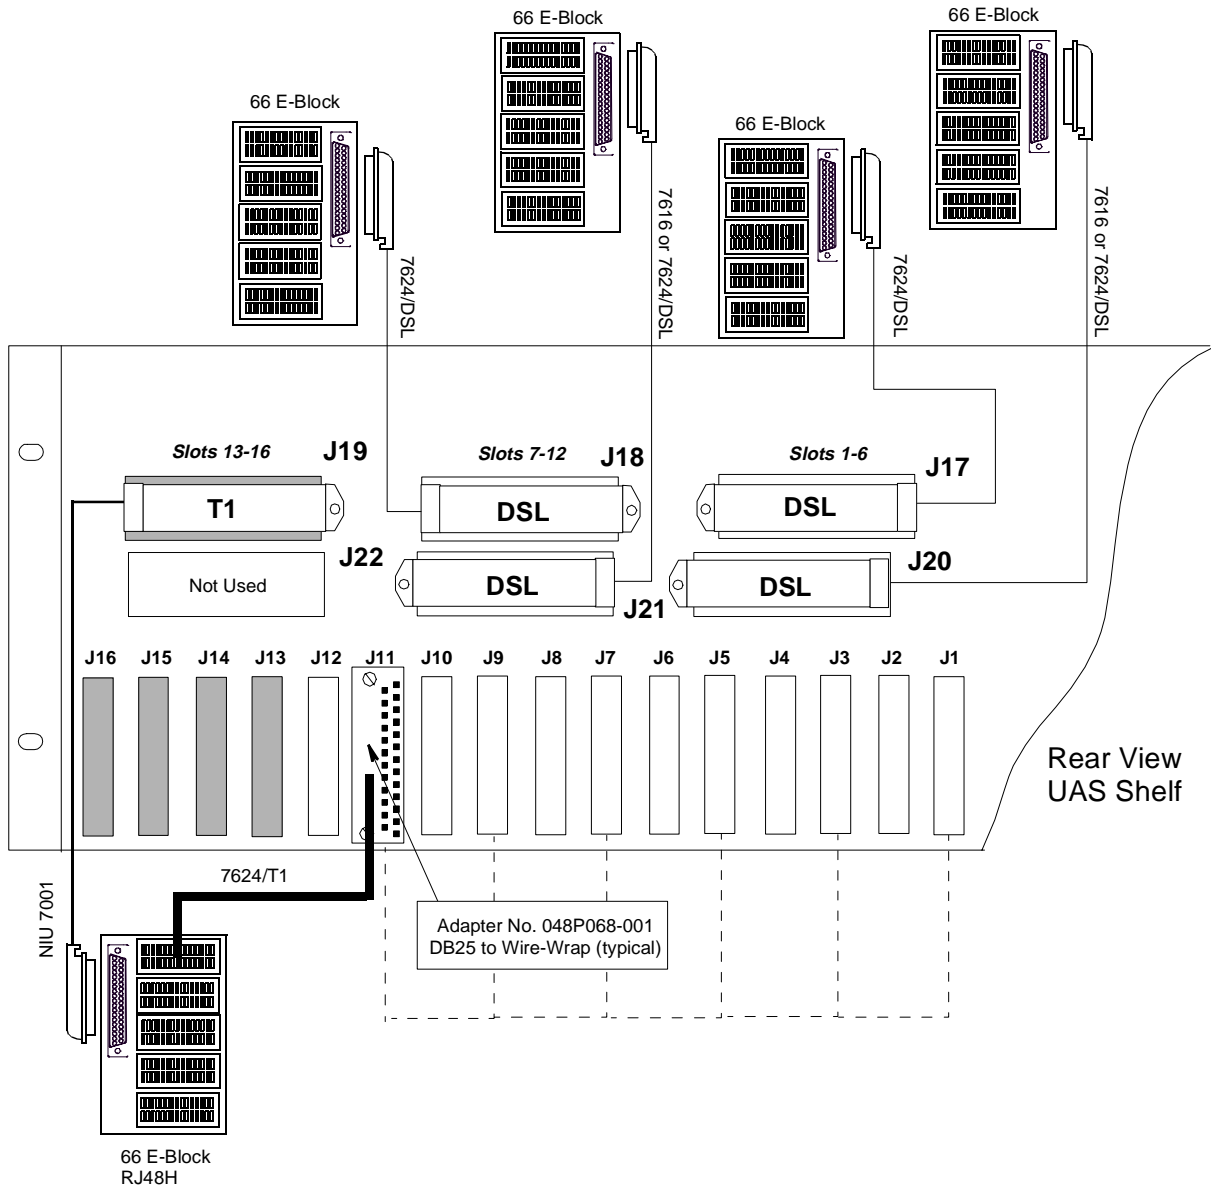 66 E-Block
66 E-Block
66 E-Block
66 E-Block
7624/DSL
7616 or 7624/DSL
7624/DSL
7616 or 7624/DSL
Slots 13-16
J19
Slots 7-12
J18
Slots 1-6
J17
T1
DSL
DSL
J22
J20
Not Used
DSL
J21
DSL
J16
J15
J14
J13
J12
J11
J10
J9
J8
J7
J6
J5
J4
J3
J2
J1
Rear View
UAS Shelf
7624/T1
NIU 7001
Adapter No. 048P068-001
DB25 to Wire-Wrap (typical)
66 E-Block
RJ48H